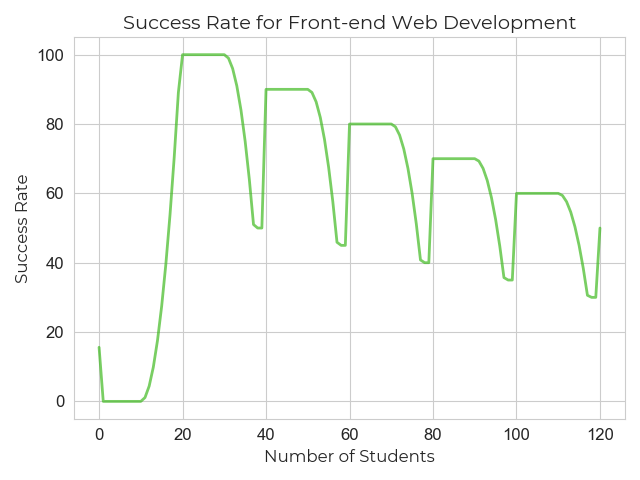 Success Rate for Front-end Web Development
Success Rate
100
80
60
40
20
0
0 20 40 60 80 100 120
Number of Students